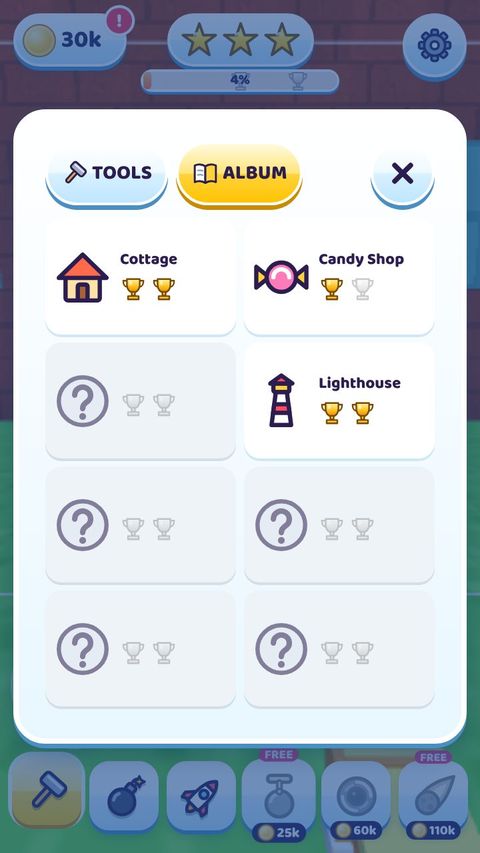 30k
!
4%
TOOLS
ALBUM
Cottage
Candy Shop
?
Lighthouse
?
?
?
?
FREE
FREE
25k
60k
110k